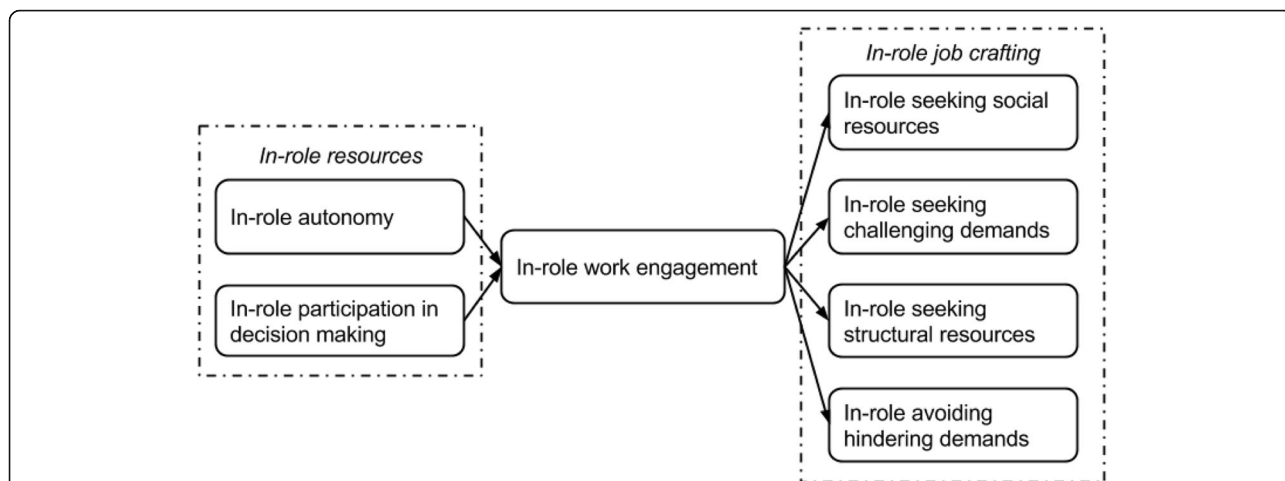 In-role job crafting
In-role seeking social
resources
In-role resources
In-role autonomy
In-role seeking
challenging demands
In-role work engagement
In-role participation in
decision making
In-role seeking
structural resources
In-role avoiding
hindering demands